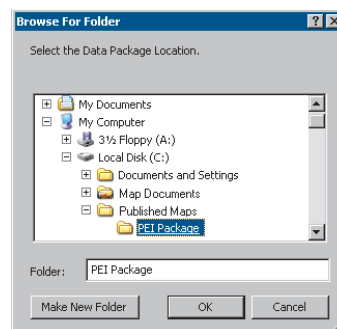 Browse For Folder
Select the Data Package Location.
My Documents
My Computer
3½ Floppy (A:)
Local Disk (C:)
Documents and Settings
Map Documents
Published Maps
PEI Package
Folder: PEI Package
Make New Folder OK Cancel